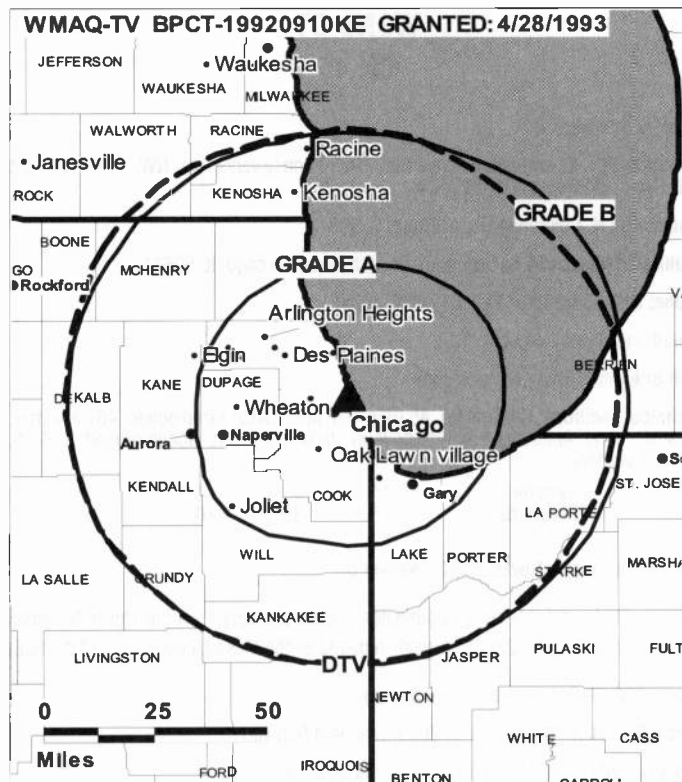 WMAQ-TV BPCT-19920910KE GRANTED: 4/28/1993
JEFFERSON
Waukesha
WAUKESHA
MILWAUKEE
WALWORTH
RACINE
Racine
Janesville
ROCK
KENOSHA
Kenosha
GRADE B
BOONE
GO
MCHENRY
GRADE A
Rockford
Arlington Heights
Elgin
Des Plaines
BERRIEN
KANE
DUPAGE
DEKALB
Wheaton
Chicago
Aurora
Naperville
Oak Lawn village
KENDALL
COOK
Gary
ST. JOSE
Joliet
LA PORTE
WILL
LAKE
PORTER
MARSHA
LA SALLE
GRUNDY
STARKE
KANKAKEE
LIVINGSTON
DTV
JASPER
PULASKI
FULT
NEWTON
0 25 50
Miles
WHITE
CASS
FORD
IROQUOIS
BENTON